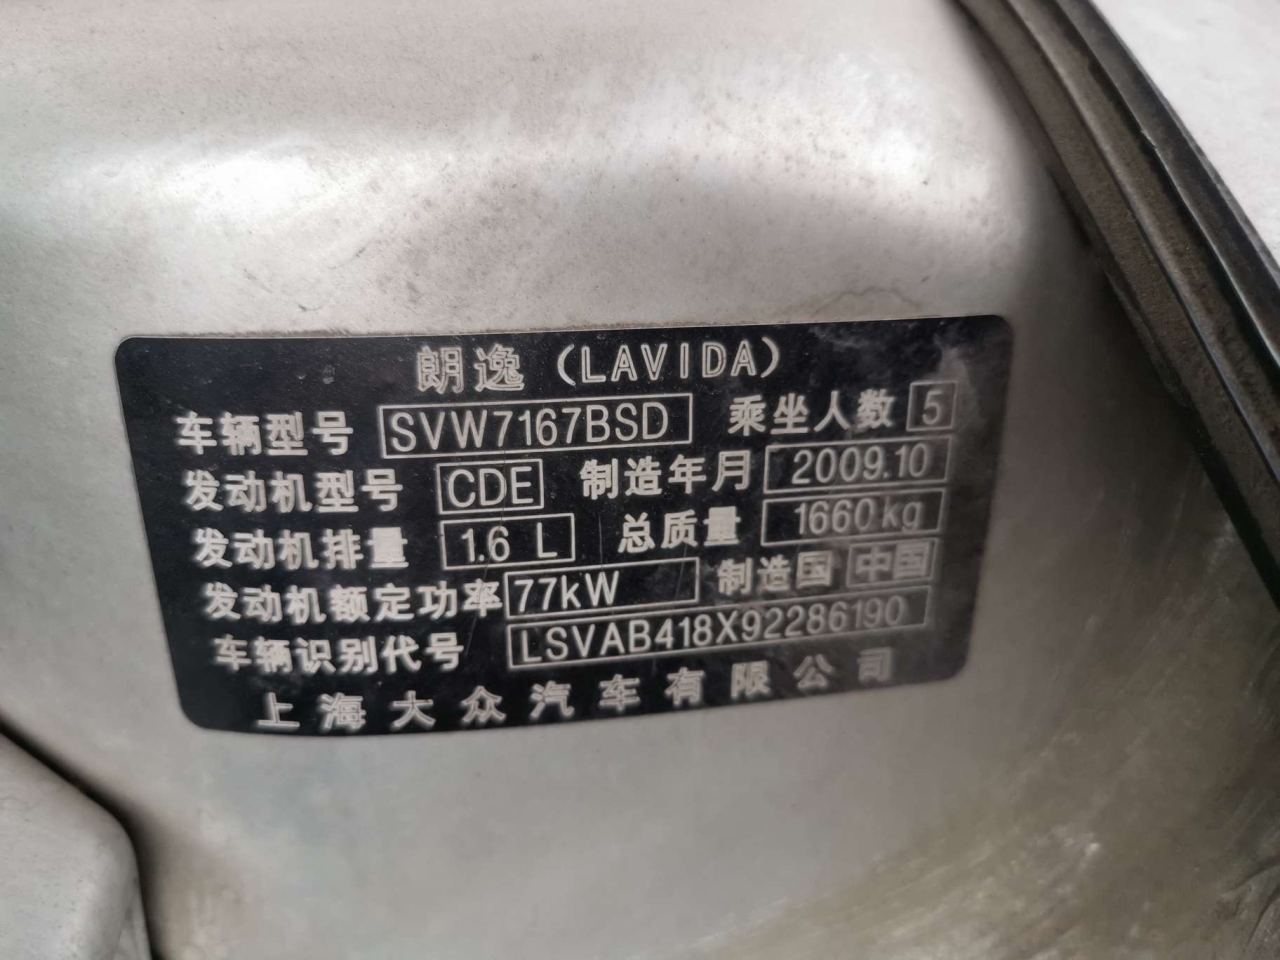 朗逸（LAVIDA）
车辆型号 SVW7167BSD 乘坐人数 5
发动机型号 CDE 制造年月 2009.10
发动机排量 1.6 L 总质量 1660kg
发动机额定功率 77kW 制造国 中国
车辆识别代号 LSVAB418X92286190
上海大众汽车有限公司